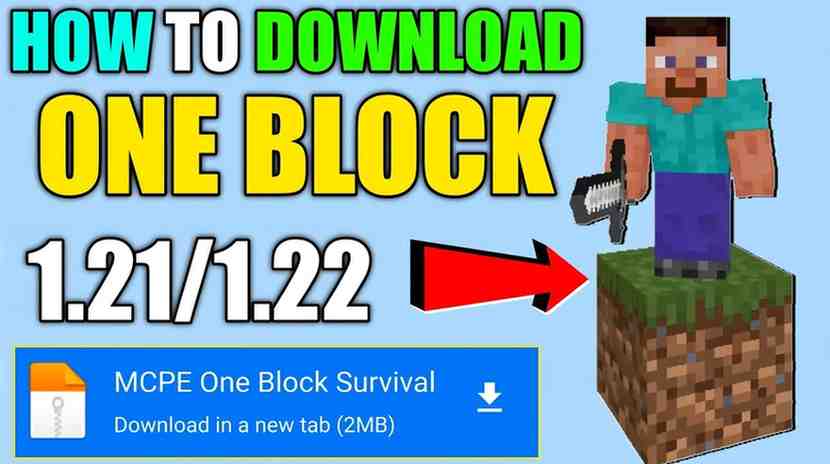 HOW TO DOWNLOAD
ONE BLOCK
1.21/1.22
MCPE One Block Survival
Download in a new tab (2MB)